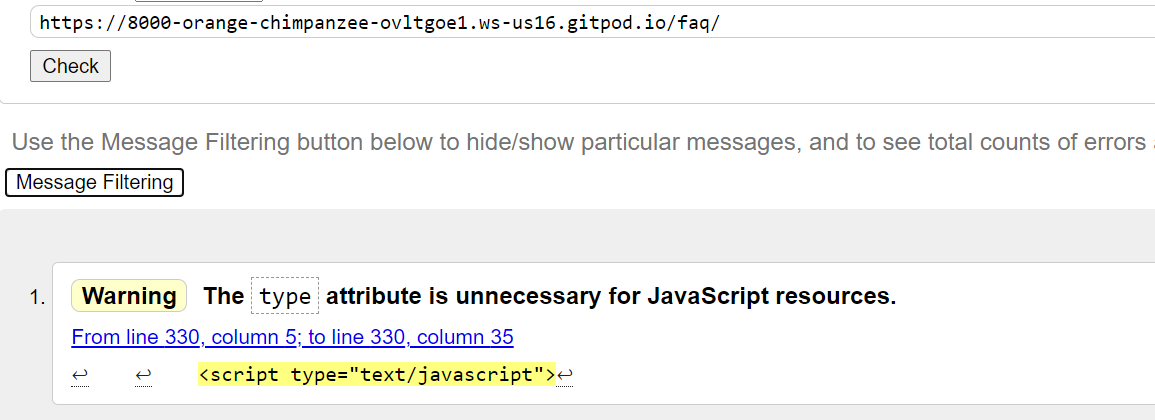 https://8000-orange-chimpanzee-ovltgoe1.ws-us16.gitpod.io/faq/
Check
Use the Message Filtering button below to hide/show particular messages, and to see total counts of errors
Message Filtering
1. Warning The type attribute is unnecessary for JavaScript resources.
From line 330, column 5; to line 330, column 35
↩ ↩ <script type="text/javascript">↩